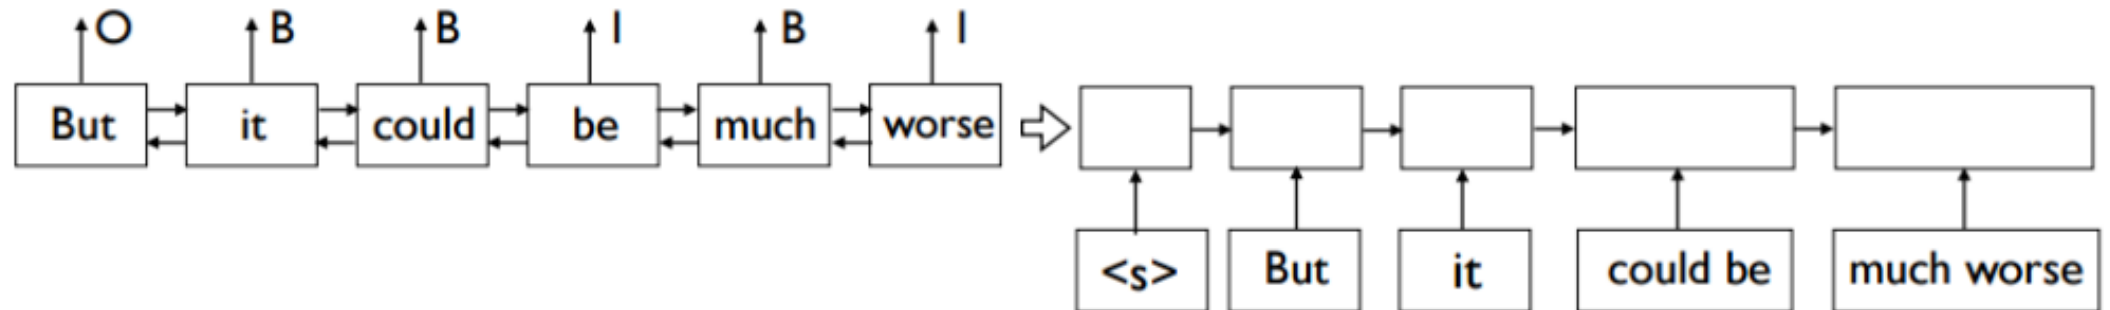 O B B I B I
But it could be much worse
<s> But it could be much worse